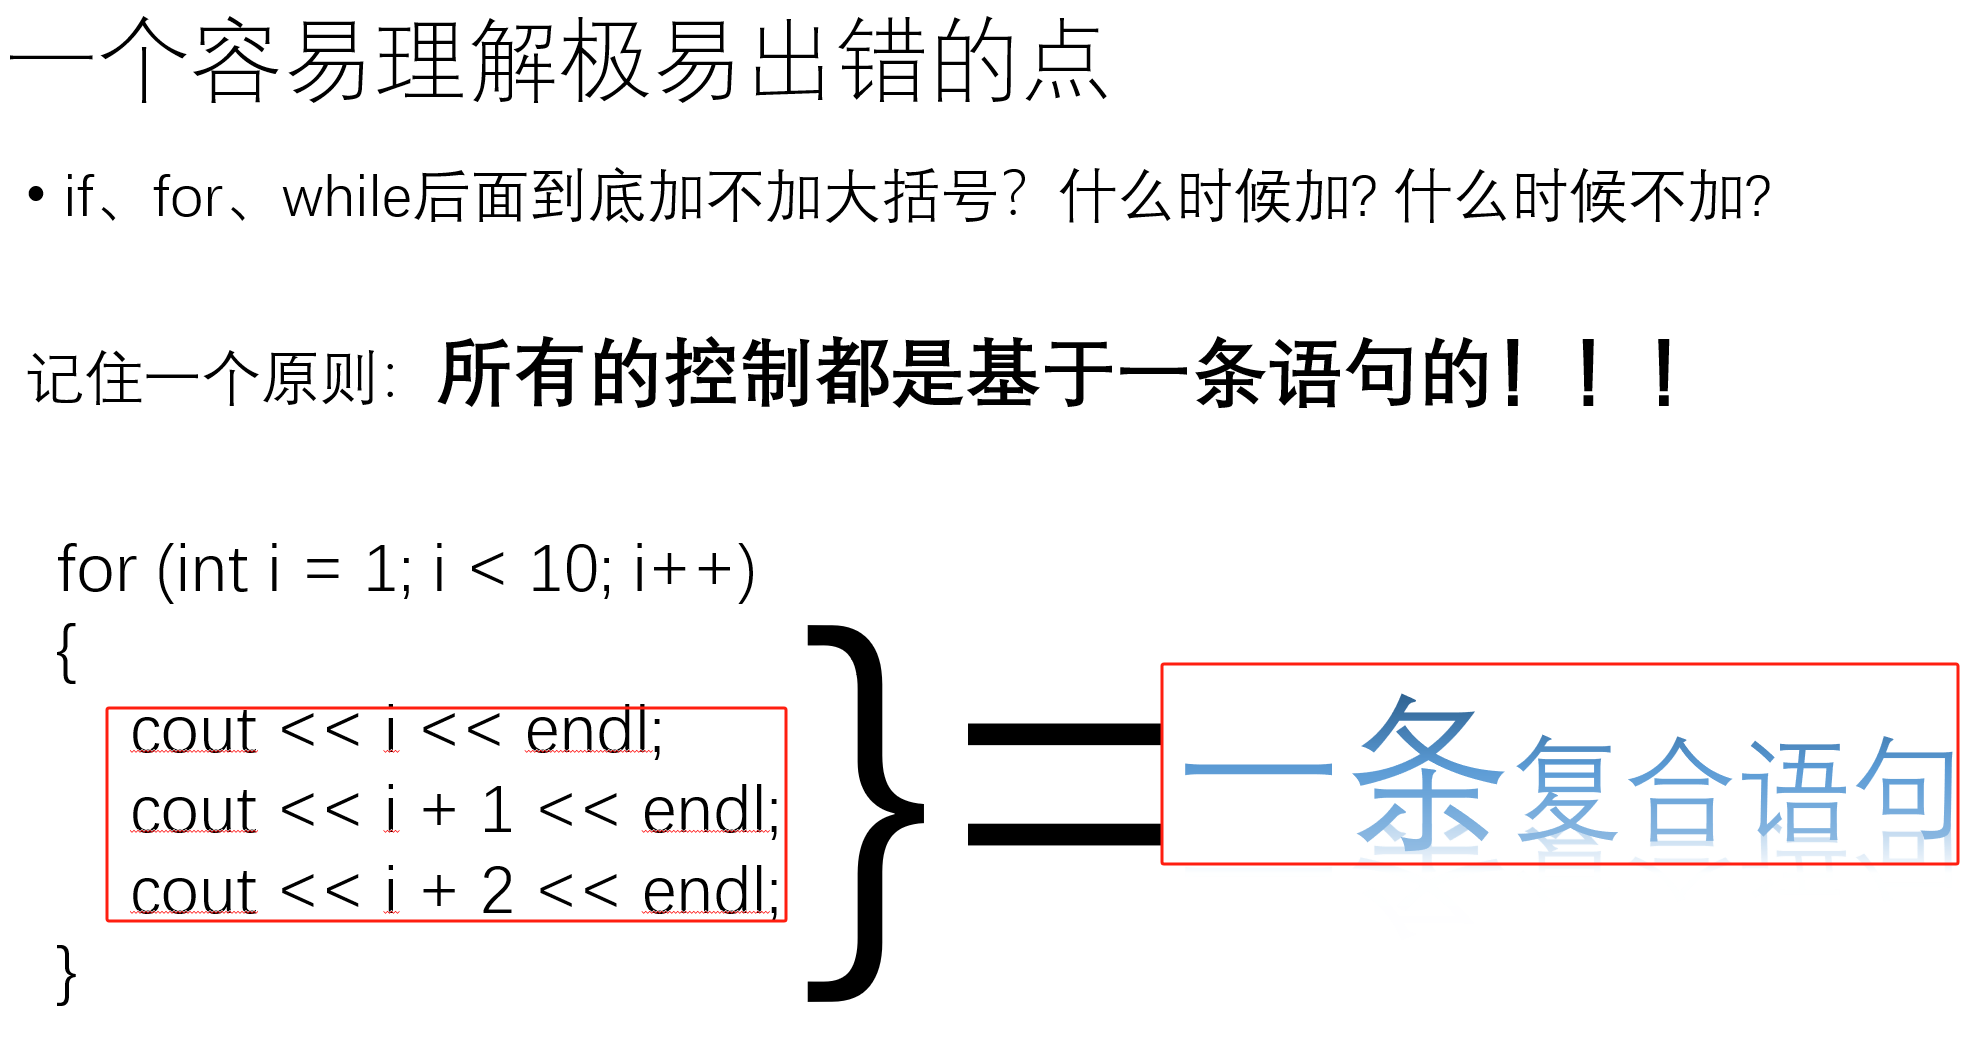 一个容易理解极易出错的点
• if、for、while后面到底加不加大括号？什么时候加? 什么时候不加?
记住一个原则：所有的控制都是基于一条语句的！！！
for (int i = 1; i < 10; i++)
{
cout << i << endl;
cout << i + 1 << endl;
cout << i + 2 << endl;
}
} = 一条复合语句